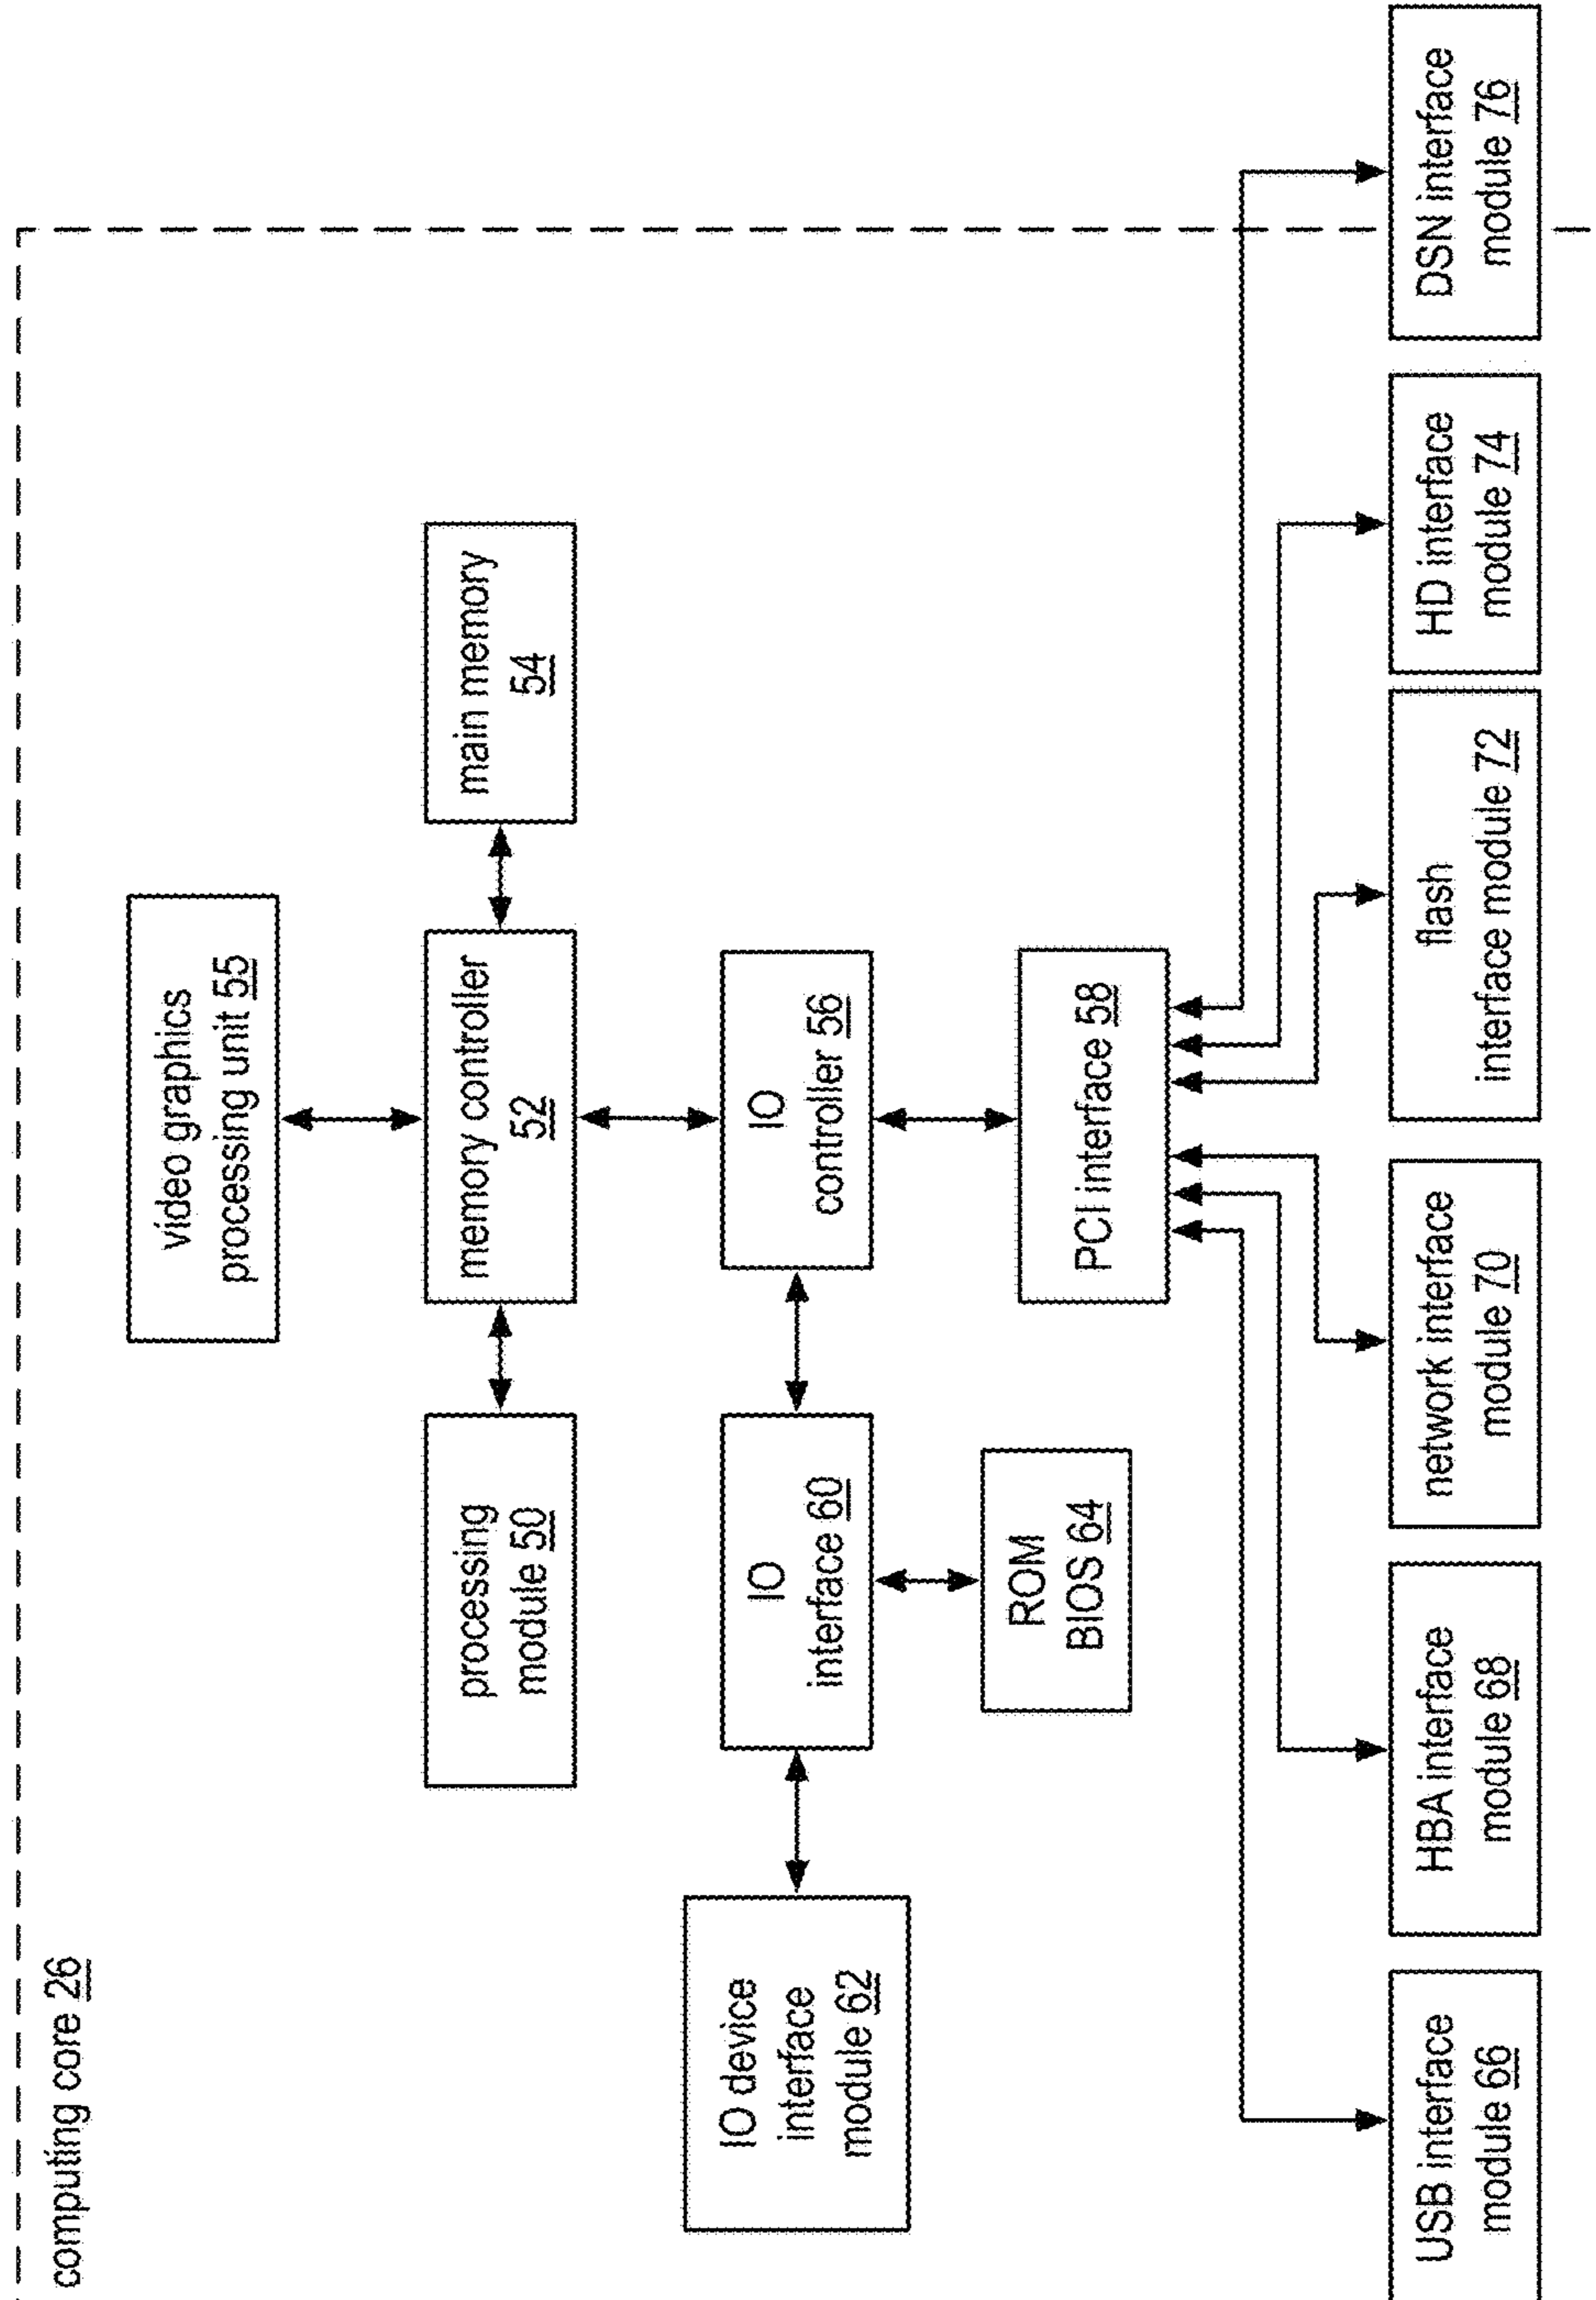 computing core 26
video graphics
processing unit 55
processing
module 50
memory controller
52
main memory
54
IO device
interface
module 62
IO
interface 60
IO
controller 56
ROM
BIOS 64
PCI interface 58
USB interface
module 66
HBA interface
module 68
network interface
module 70
flash
interface module 72
HD interface
module 74
DSN interface
module 76